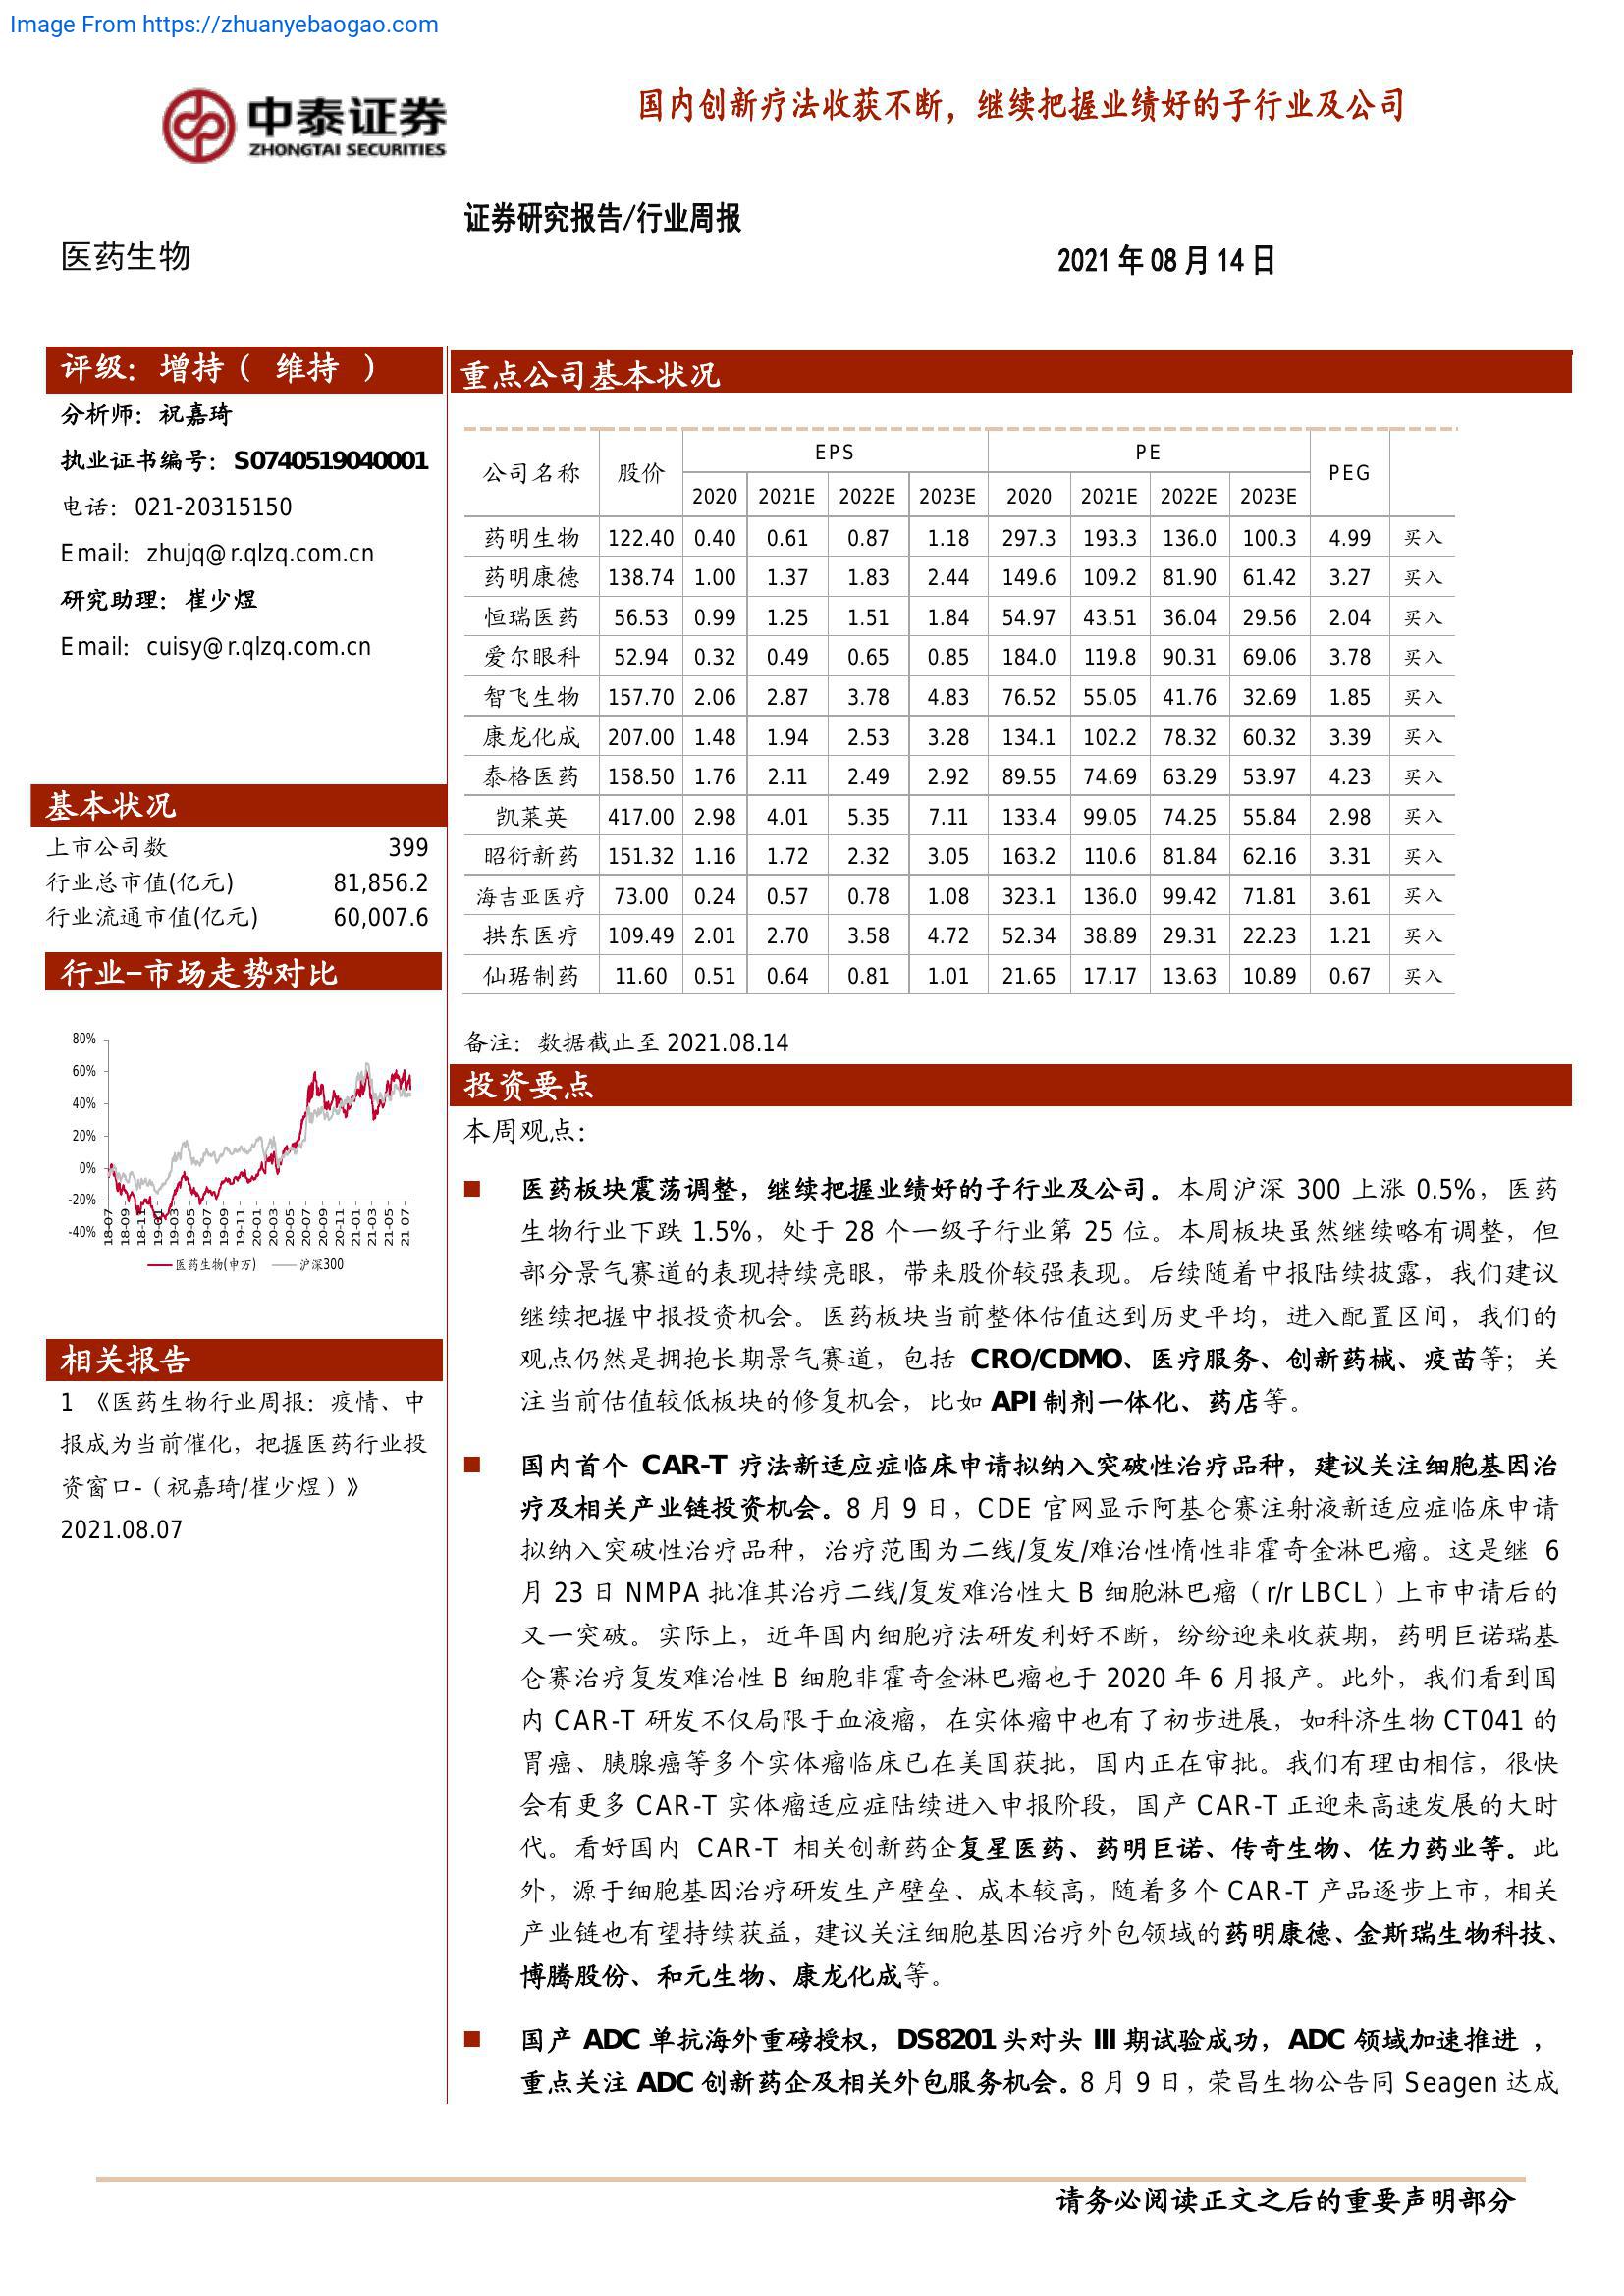 Image From https://zhuanyebaogao.com
中泰证券
ZHONGTAI SECURITIES
国内创新疗法收获不断，继续把握业绩好的子行业及公司
证券研究报告/行业周报
医药生物
2021 年 08 月 14 日
评级：增持（ 维持 ）
分析师：祝嘉琦
执业证书编号：S0740519040001
电话：021-20315150
Email：zhujq@r.qlzq.com.cn
研究助理：崔少煜
Email：cuisy@r.qlzq.com.cn
基本状况
上市公司数 399
行业总市值(亿元) 81,856.2
行业流通市值(亿元) 60,007.6
行业-市场走势对比
80%
60%
40%
20%
0%
-20%
-40%
18-07 18-09 18-11 19-01 19-03 19-05 19-07 19-09 19-11 20-01 20-03 20-05 20-07 20-09 20-11 21-01 21-03 21-05 21-07
医药生物(申万) 沪深300
相关报告
1 《医药生物行业周报：疫情、中
报成为当前催化，把握医药行业投
资窗口-（祝嘉琦/崔少煜）》
2021.08.07
重点公司基本状况
公司名称 股价 EPS PE PEG
2020 2021E 2022E 2023E 2020 2021E 2022E 2023E
药明生物 122.40 0.40 0.61 0.87 1.18 297.3 193.3 136.0 100.3 4.99 买入
药明康德 138.74 1.00 1.37 1.83 2.44 149.6 109.2 81.90 61.42 3.27 买入
恒瑞医药 56.53 0.99 1.25 1.51 1.84 54.97 43.51 36.04 29.56 2.04 买入
爱尔眼科 52.94 0.32 0.49 0.65 0.85 184.0 119.8 90.31 69.06 3.78 买入
智飞生物 157.70 2.06 2.87 3.78 4.83 76.52 55.05 41.76 32.69 1.85 买入
康龙化成 207.00 1.48 1.94 2.53 3.28 134.1 102.2 78.32 60.32 3.39 买入
泰格医药 158.50 1.76 2.11 2.49 2.92 89.55 74.69 63.29 53.97 4.23 买入
凯莱英 417.00 2.98 4.01 5.35 7.11 133.4 99.05 74.25 55.84 2.98 买入
昭衍新药 151.32 1.16 1.72 2.32 3.05 163.2 110.6 81.84 62.16 3.31 买入
海吉亚医疗 73.00 0.24 0.57 0.78 1.08 323.1 136.0 99.42 71.81 3.61 买入
拱东医疗 109.49 2.01 2.70 3.58 4.72 52.34 38.89 29.31 22.23 1.21 买入
仙琚制药 11.60 0.51 0.64 0.81 1.01 21.65 17.17 13.63 10.89 0.67 买入
备注：数据截止至 2021.08.14
投资要点
本周观点：
医药板块震荡调整，继续把握业绩好的子行业及公司。本周沪深 300 上涨 0.5%，医药
生物行业下跌 1.5%，处于 28 个一级子行业第 25 位。本周板块虽然继续略有调整，但
部分景气赛道的表现持续亮眼，带来股价较强表现。后续随着中报陆续披露，我们建议
继续把握中报投资机会。医药板块当前整体估值达到历史平均，进入配置区间，我们的
观点仍然是拥抱长期景气赛道，包括 CRO/CDMO、医疗服务、创新药械、疫苗等；关
注当前估值较低板块的修复机会，比如 API 制剂一体化、药店等。
国内首个 CAR-T 疗法新适应症临床申请拟纳入突破性治疗品种，建议关注细胞基因治
疗及相关产业链投资机会。8 月 9 日，CDE 官网显示阿基仑赛注射液新适应症临床申请
拟纳入突破性治疗品种，治疗范围为二线/复发/难治性惰性非霍奇金淋巴瘤。这是继 6
月 23 日 NMPA 批准其治疗二线/复发难治性大 B 细胞淋巴瘤（r/r LBCL）上市申请后的
又一突破。实际上，近年国内细胞疗法研发利好不断，纷纷迎来收获期，药明巨诺瑞基
仑赛治疗复发难治性 B 细胞非霍奇金淋巴瘤也于 2020 年 6 月报产。此外，我们看到国
内 CAR-T 研发不仅局限于血液瘤，在实体瘤中也有了初步进展，如科济生物 CT041 的
胃癌、胰腺癌等多个实体瘤临床已在美国获批，国内正在审批。我们有理由相信，很快
会有更多 CAR-T 实体瘤适应症陆续进入申报阶段，国产 CAR-T 正迎来高速发展的大时
代。看好国内 CAR-T 相关创新药企复星医药、药明巨诺、传奇生物、佐力药业等。此
外，源于细胞基因治疗研发生产壁垒、成本较高，随着多个 CAR-T 产品逐步上市，相关
产业链也有望持续获益，建议关注细胞基因治疗外包领域的药明康德、金斯瑞生物科技、
博腾股份、和元生物、康龙化成等。
国产 ADC 单抗海外重磅授权，DS8201 头对头 III 期试验成功，ADC 领域加速推进 ，
重点关注 ADC 创新药企及相关外包服务机会。8 月 9 日，荣昌生物公告同 Seagen 达成
请务必阅读正文之后的重要声明部分